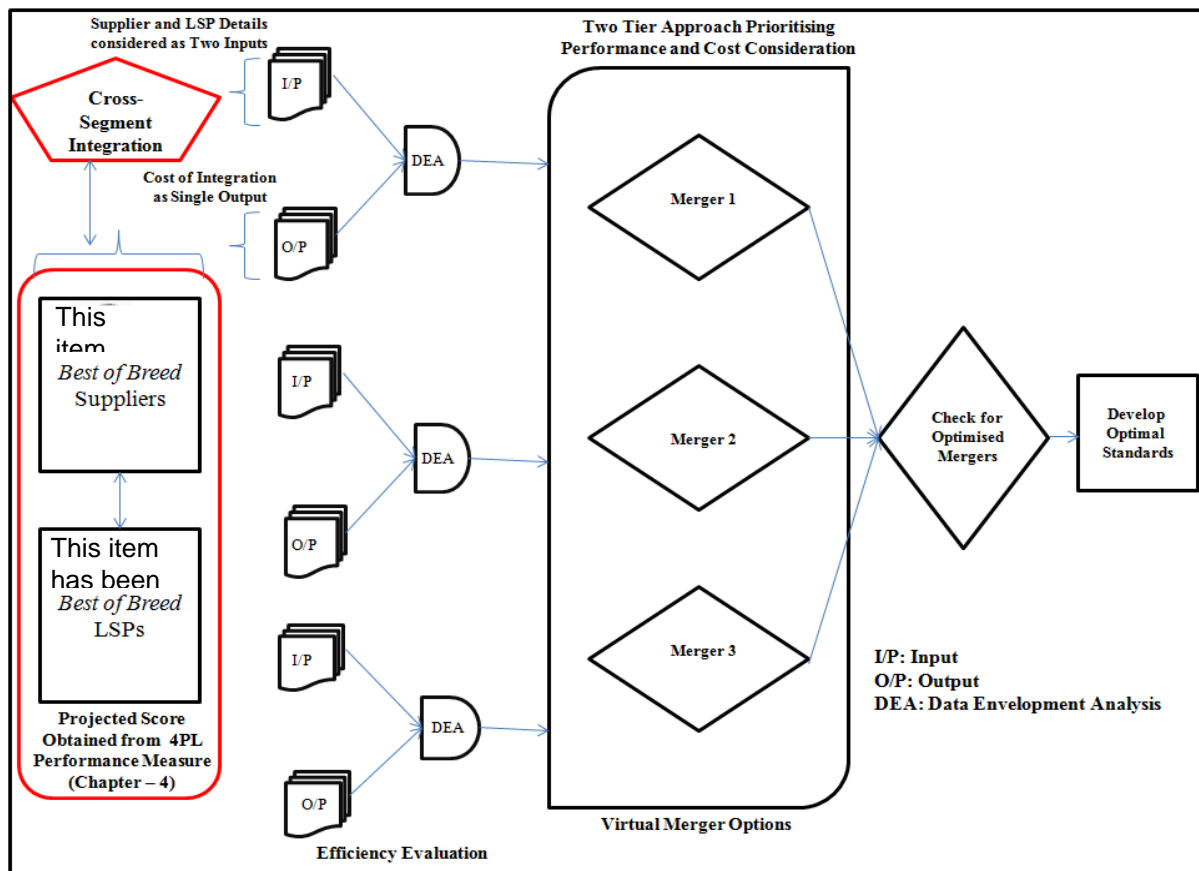 Supplier and LSP Details
considered as Two Inputs
Cross-
Segment
Integration
I/P
DEA
Cost of Integration
as Single Output
O/P
This
item
Best of Breed
Suppliers
This item
has been
Best of Breed
LSPs
Projected Score
Obtained from 4PL
Performance Measure
(Chapter – 4)
I/P
DEA
O/P
I/P
DEA
O/P
Efficiency Evaluation
Two Tier Approach Prioritising
Performance and Cost Consideration
Merger 1
Merger 2
Merger 3
Virtual Merger Options
Check for
Optimised
Mergers
Develop
Optimal
Standards
I/P: Input
O/P: Output
DEA: Data Envelopment Analysis